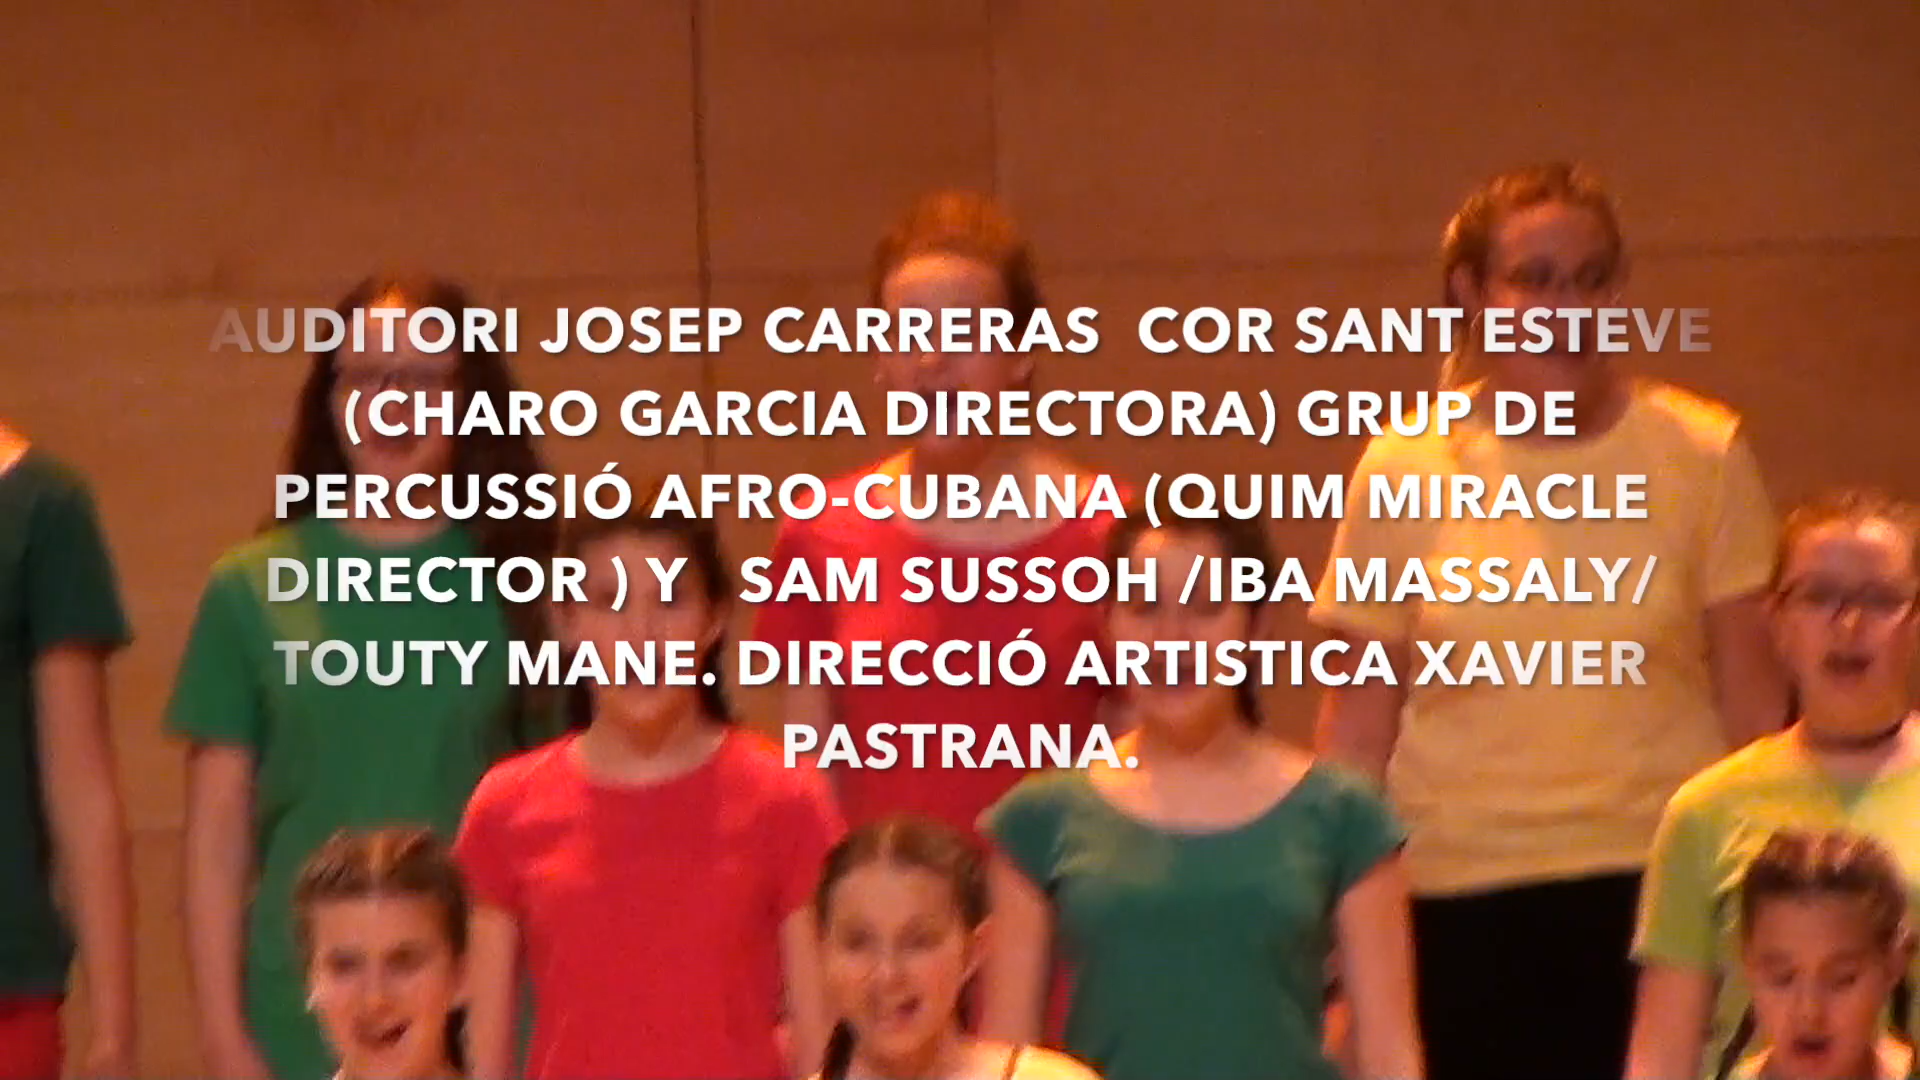 AUDITORI JOSEP CARRERAS  COR SANT ESTEVE
(CHARO GARCIA DIRECTORA) GRUP DE
PERCUSSIÓ AFRO-CUBANA (QUIM MIRACLE
DIRECTOR ) Y   SAM SUSSOH /IBA MASSALY/
TOUTY MANE. DIRECCIÓ ARTISTICA XAVIER
PASTRANA.